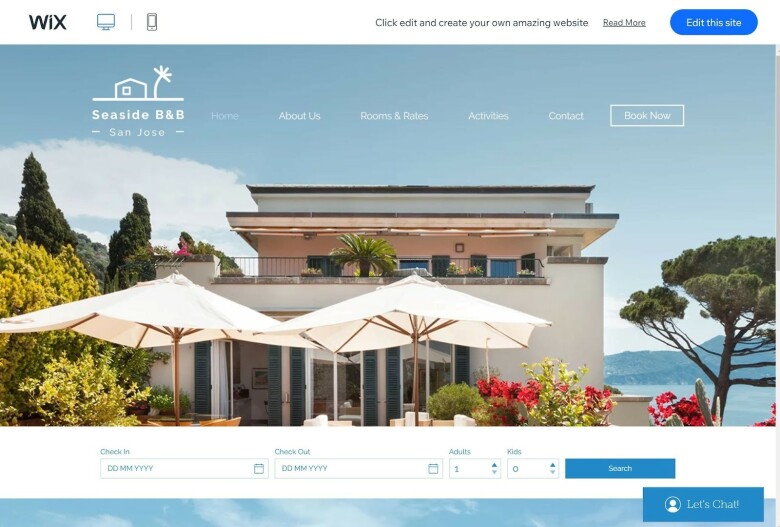 WiX
Click edit and create your own amazing website Read More Edit this site
Seaside B&B
San Jose
Home About Us Rooms & Rates Activities Contact Book Now
Check In Check Out Adults Kids
DD MM YYYY DD MM YYYY 1 0 Search
Let's Chat!